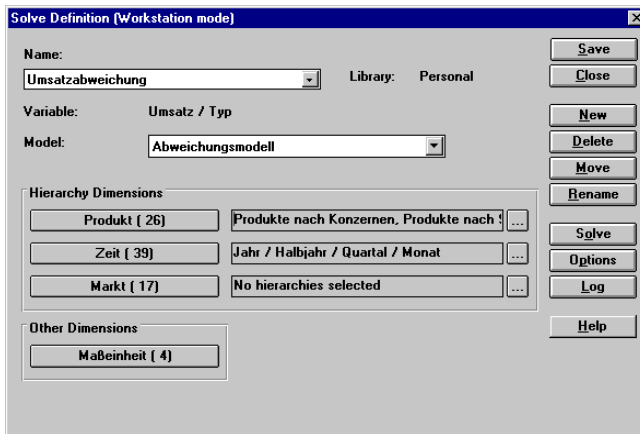 Solve Definition (Workstation mode)
Name:
Save
Umsatzabweichung
Library: Personal
Close
Variable: Umsatz / Typ
New
Model: Abweichungsmodell
Delete
Move
Hierarchy Dimensions
Rename
Produkt ( 26)
Produkte nach Konzernen, Produkte nach S
...
Solve
Zeit ( 39)
Jahr / Halbjahr / Quartal / Monat
...
Options
Markt ( 17)
No hierarchies selected
...
Log
Other Dimensions
Help
Maßeinheit ( 4)